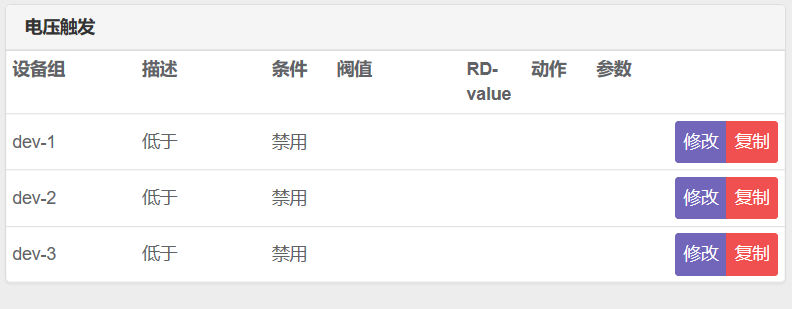 电压触发
设备组 描述 条件 阀值 RD-value 动作 参数
dev-1 低于 禁用 修改 复制
dev-2 低于 禁用 修改 复制
dev-3 低于 禁用 修改 复制